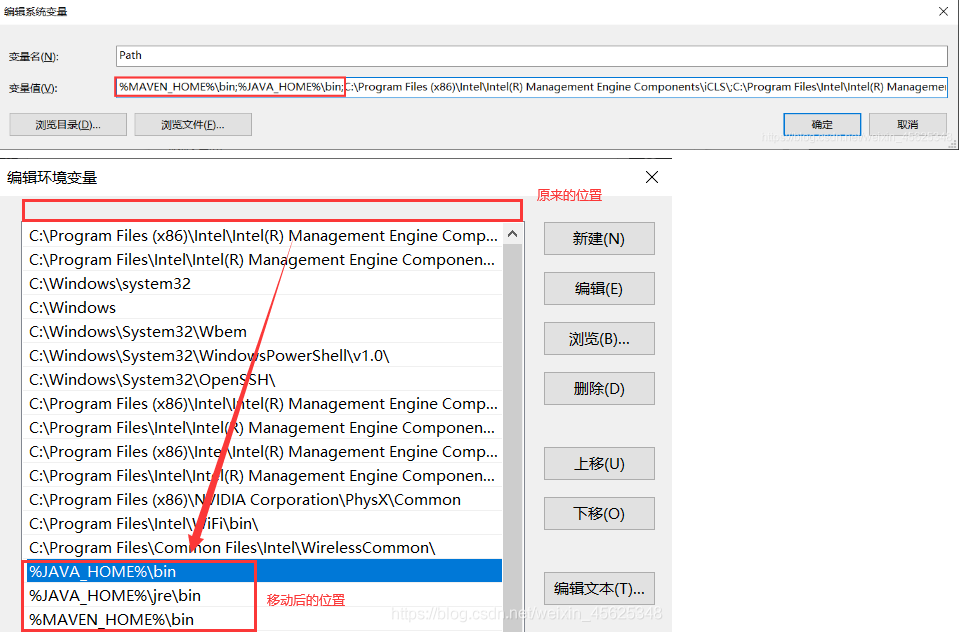 编辑系统变量
变量名(N):
Path
变量值(V):
%MAVEN_HOME%\bin;%JAVA_HOME%\bin;C:\Program Files (x86)\Intel\Intel(R) Management Engine Components\iCLS\;C:\Program Files\Intel\Intel(R) Managemer
浏览目录(D)...
浏览文件(F)...
确定
取消
编辑环境变量
原来的位置
C:\Program Files (x86)\Intel\Intel(R) Management Engine Comp...
新建(N)
C:\Program Files\Intel\Intel(R) Management Engine Componen...
C:\Windows\system32
编辑(E)
C:\Windows
C:\Windows\System32\Wbem
浏览(B)...
C:\Windows\System32\WindowsPowerShell\v1.0\
C:\Windows\System32\OpenSSH\
删除(D)
C:\Program Files (x86)\Intel\Intel(R) Management Engine Comp...
C:\Program Files\Intel\Intel(R) Management Engine Componen...
C:\Program Files (x86)\Intel\Intel(R) Management Engine Comp...
上移(U)
C:\Program Files\Intel\Intel(R) Management Engine Componen...
C:\Program Files (x86)\NVIDIA Corporation\PhysX\Common
下移(O)
C:\Program Files\Intel\WiFi\bin\
C:\Program Files\Common Files\Intel\WirelessCommon\
%JAVA_HOME%\bin
编辑文本(T)...
%JAVA_HOME%\jre\bin
移动后的位置
%MAVEN_HOME%\bin
https://blog.csdn.net/weixin_45625348